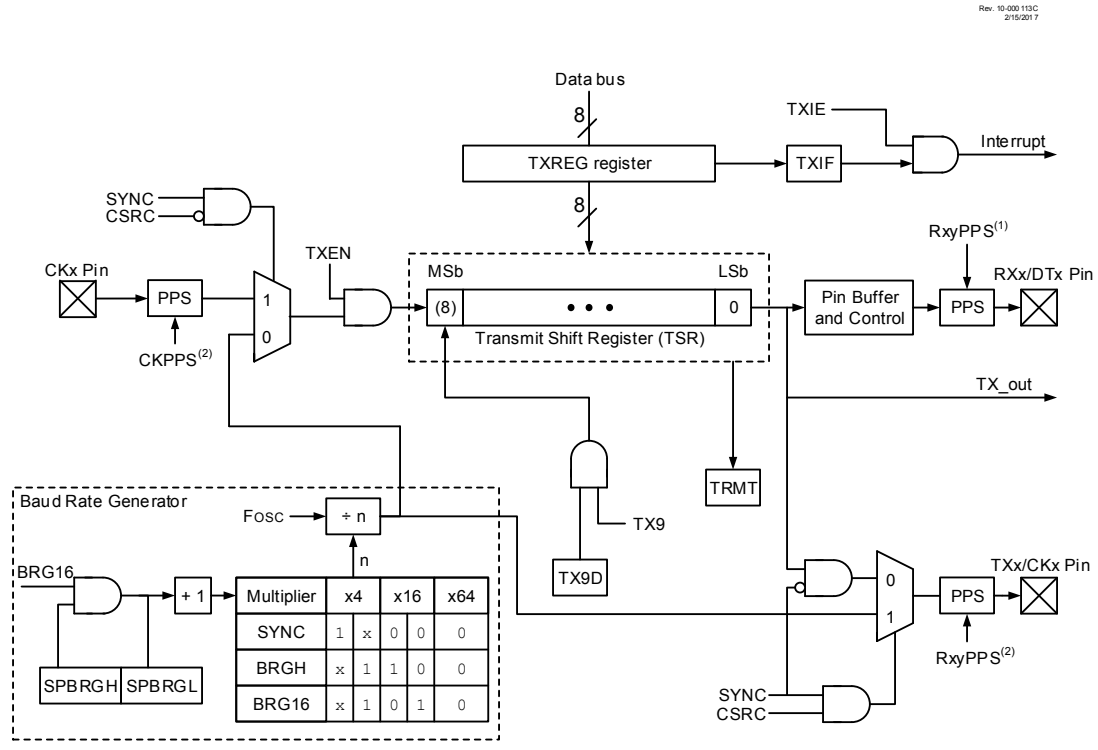 Rev. 10-000 113C
2/15/201 7
Data bus
8
TXIE
Interrupt
TXREG register
TXIF
SYNC
CSRC
8
RxyPPS(1)
TXEN
CKx Pin
MSb
LSb
RXx/DTx Pin
PPS
1
(8)
• • •
0
Pin Buffer
and Control
PPS
0
Transmit Shift Register (TSR)
CKPPS(2)
TX_out
TRMT
Baud Rate Generator
FOSC
÷ n
TX9
n
TX9D
BRG16
TXx/CKx Pin
+ 1
Multiplier x4 x16 x64
0
PPS
SYNC 1 x 0 0 0
1
BRGH x 1 1 0 0
RxyPPS(2)
SPBRGH SPBRGL
BRG16 x 1 0 1 0
SYNC
CSRC